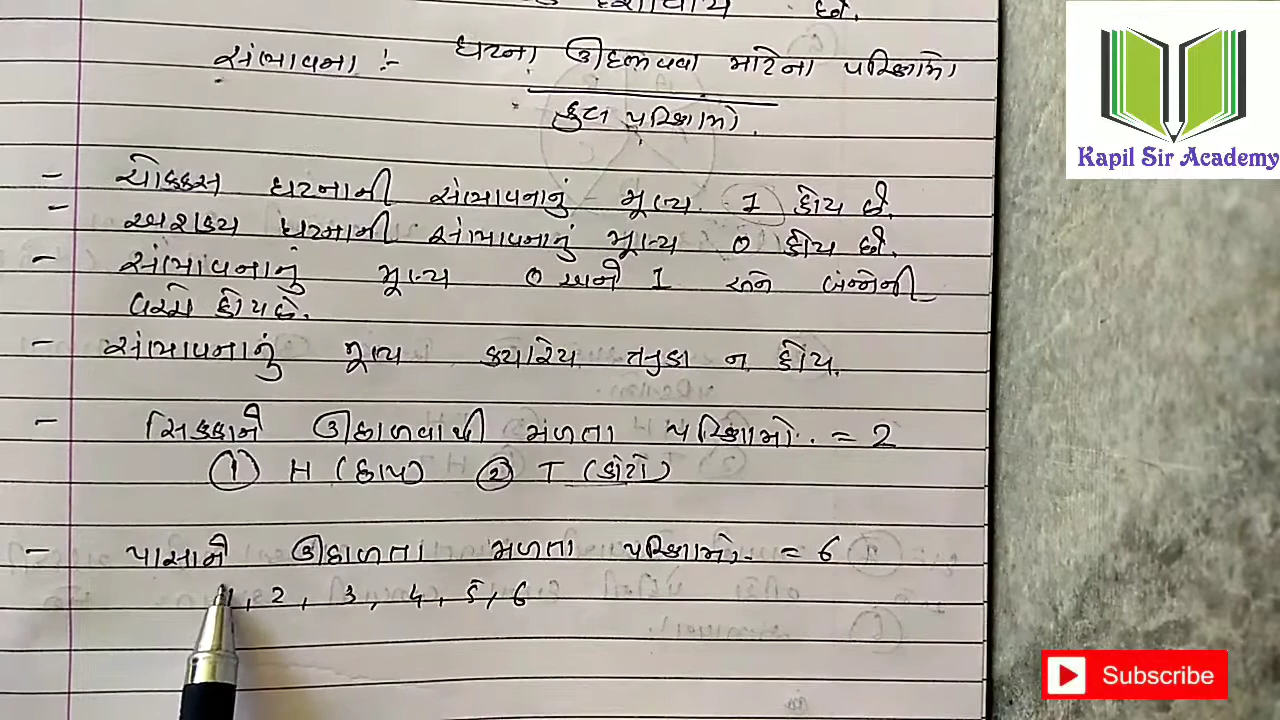 દર્શાવાય છે.
સંભાવના :- ઘટના ઉદ્ભવવા માટેના પરિણામો
કુલ પરિણામો.
- ચોક્કસ ઘટનાની સંભાવનાનું મૂલ્ય 1 હોય છે.
- અશક્ય ઘટનાની સંભાવનાનું મૂલ્ય 0 હોય છે.
- સંભાવનાનું મૂલ્ય 0 અને 1 અને બંન્નેની
વચ્ચે હોય છે.
- સંભાવનાનું મૂલ્ય ક્યારેય ન હોય.
- સિક્કાને ઉછાળવાથી મળતા પરિણામો. = 2
① H (છાપ) ② T (કાંટો)
- પાસાને ઉછાળતા મળતા પરિણામો. = 6
1, 2, 3, 4, 5, 6
Kapil Sir Academy
Subscribe